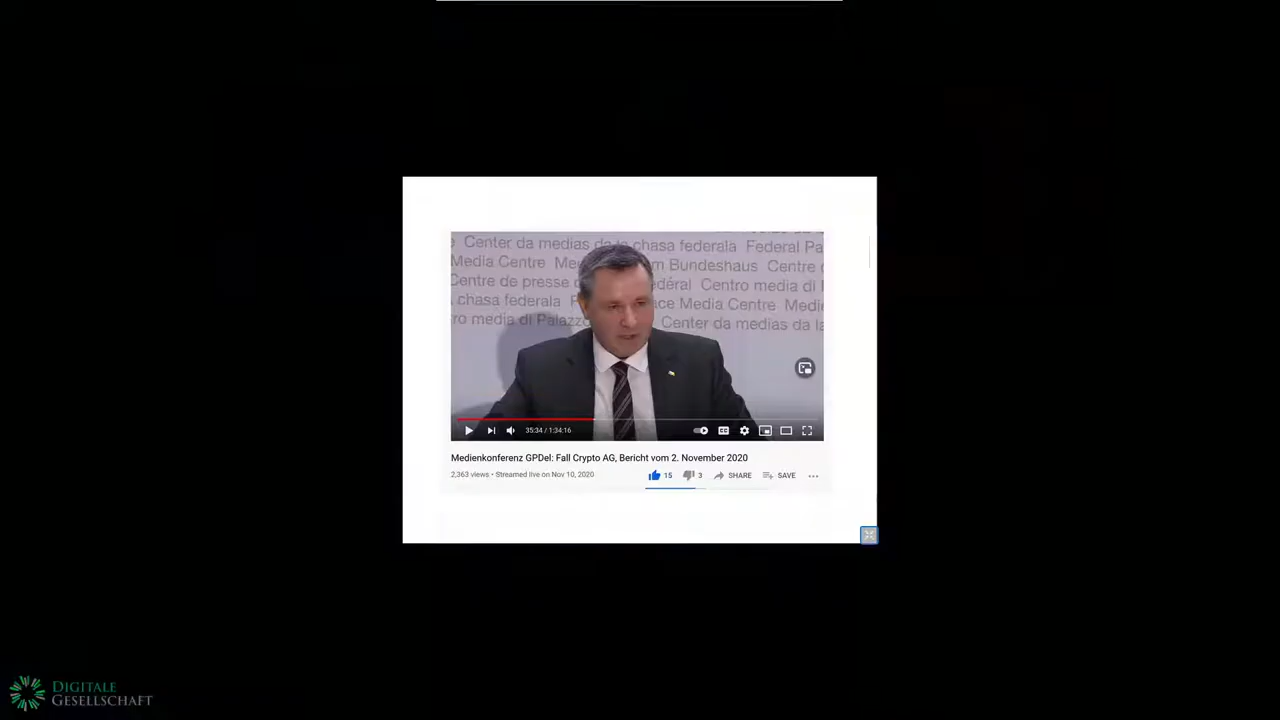 Center da medias da la chasa federala Federal Pa
Media Centre Me m Bundeshaus Centre
Centre de presse édéral Centro media di
chasa federala ace Media Centre Medie
ro media di Palazzo Center da medias da la
35:34 / 1:34:16
CC
Medienkonferenz GPDel: Fall Crypto AG, Bericht vom 2. November 2020
2,363 views • Streamed live on Nov 10, 2020
15 3 SHARE SAVE
DIGITALE
GESELLSCHAFT